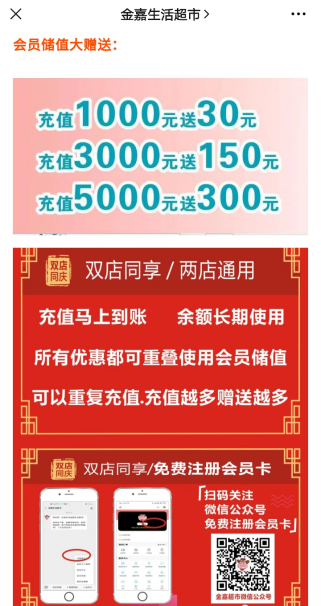 金嘉生活超市
会员储值大赠送：
充值1000元送30元
充值3000元送150元
充值5000元送300元
双店同庆
双店同享 / 两店通用
充值马上到账 余额长期使用
所有优惠都可重叠使用会员储值
可以重复充值.充值越多赠送越多
双店同庆
双店同享/免费注册会员卡
「扫码关注
微信公众号
免费注册会员卡」
金嘉超市微信公众号